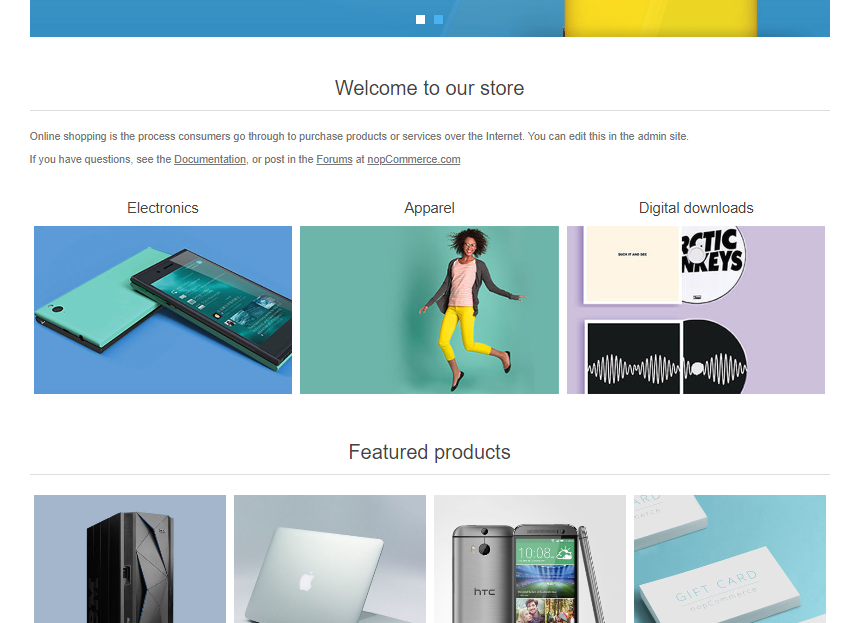 Welcome to our store
Online shopping is the process consumers go through to purchase products or services over the Internet. You can edit this in the admin site.
If you have questions, see the Documentation, or post in the Forums at nopCommerce.com
Electronics
Apparel
Digital downloads
SUCK IT AND SEE
ARCTIC
MONKEYS
Featured products
10:08
hTC
GIFT CARD
nopCommerce